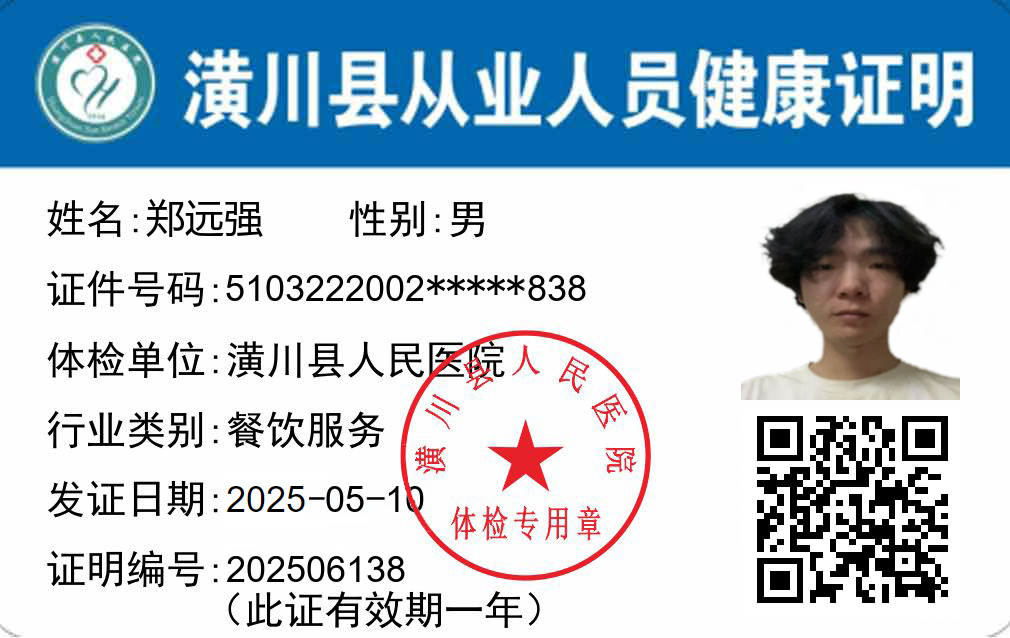 潢川县从业人员健康证明
姓名:郑远强 性别:男
证件号码:5103222002*****838
体检单位:潢川县人民医院
行业类别:餐饮服务
发证日期:2025-05-10
证明编号:202506138
（此证有效期一年）
潢川县人民医院
体检专用章